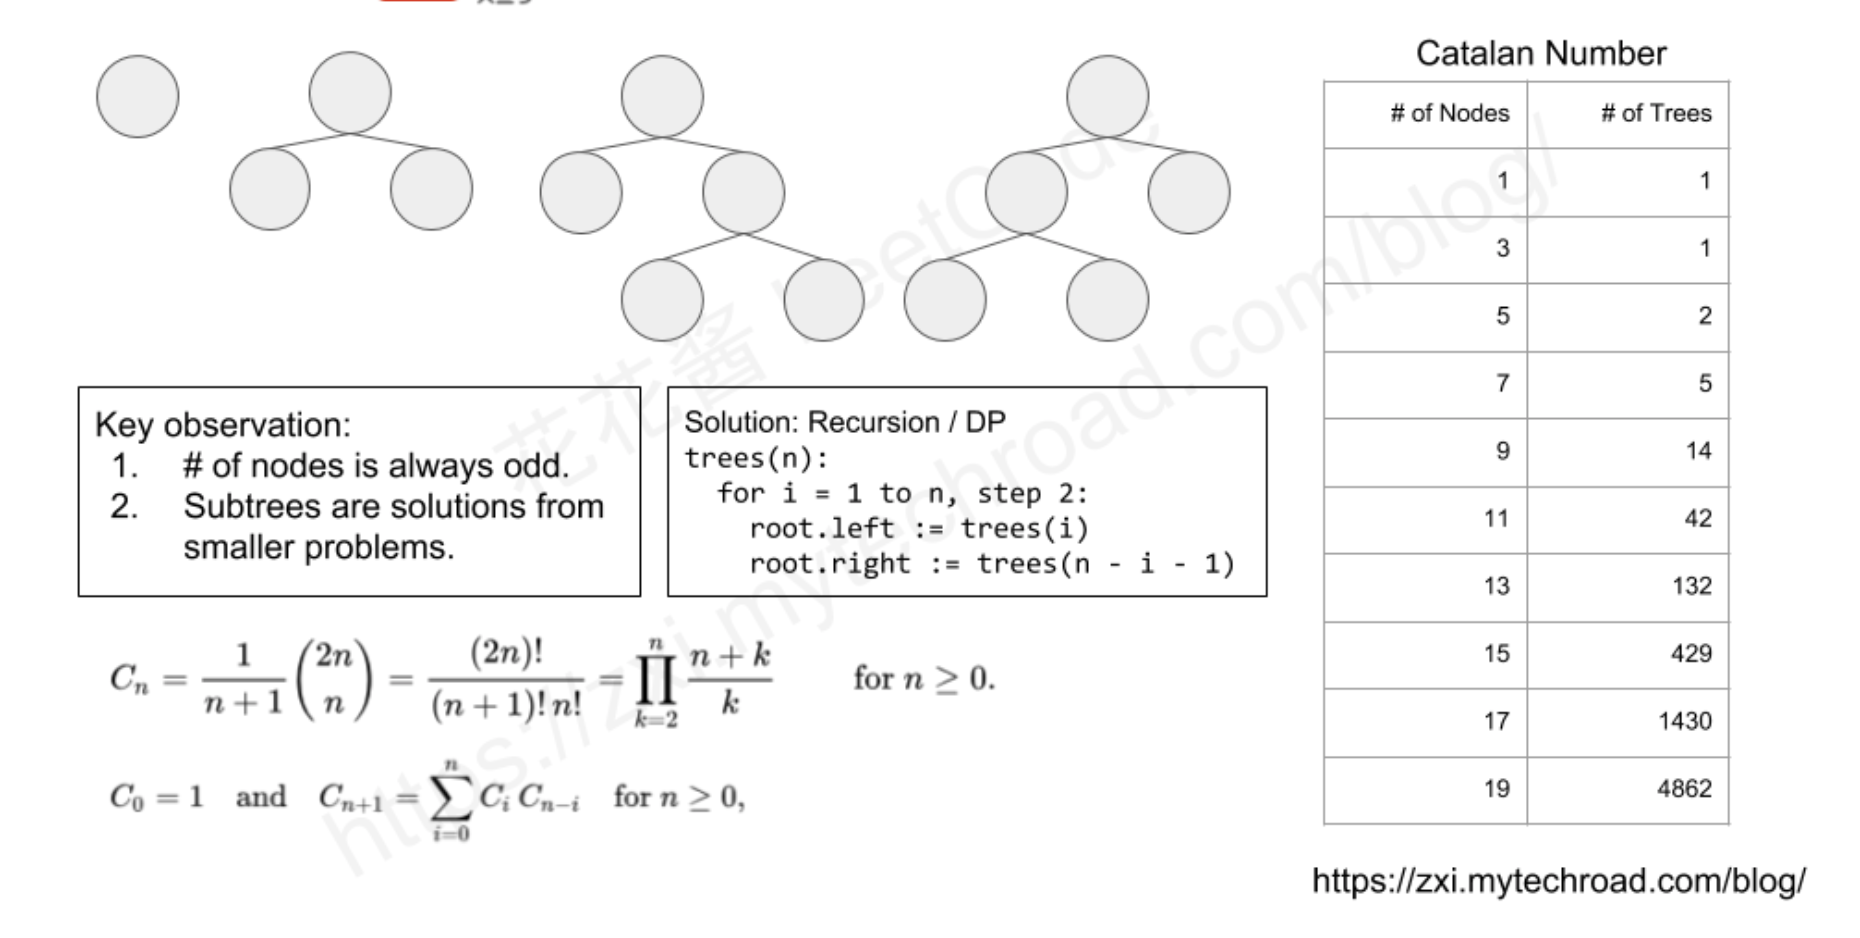 Catalan Number
# of Nodes # of Trees
1 1
3 1
5 2
7 5
9 14
11 42
13 132
15 429
17 1430
19 4862
https://zxi.mytechroad.com/blog/
Key observation:
1. # of nodes is always odd.
2. Subtrees are solutions from
smaller problems.
Solution: Recursion / DP
trees(n):
for i = 1 to n, step 2:
root.left := trees(i)
root.right := trees(n - i - 1)
C_n = \frac{1}{n+1}\binom{2n}{n} = \frac{(2n)!}{(n+1)!\,n!} = \prod_{k=2}^{n}\frac{n+k}{k} for n ≥ 0.
C_0 = 1 and C_{n+1} = \sum_{i=0}^{n} C_i C_{n-i} for n ≥ 0,
花花酱 LeetCode
https://zxi.mytechroad.com/blog/